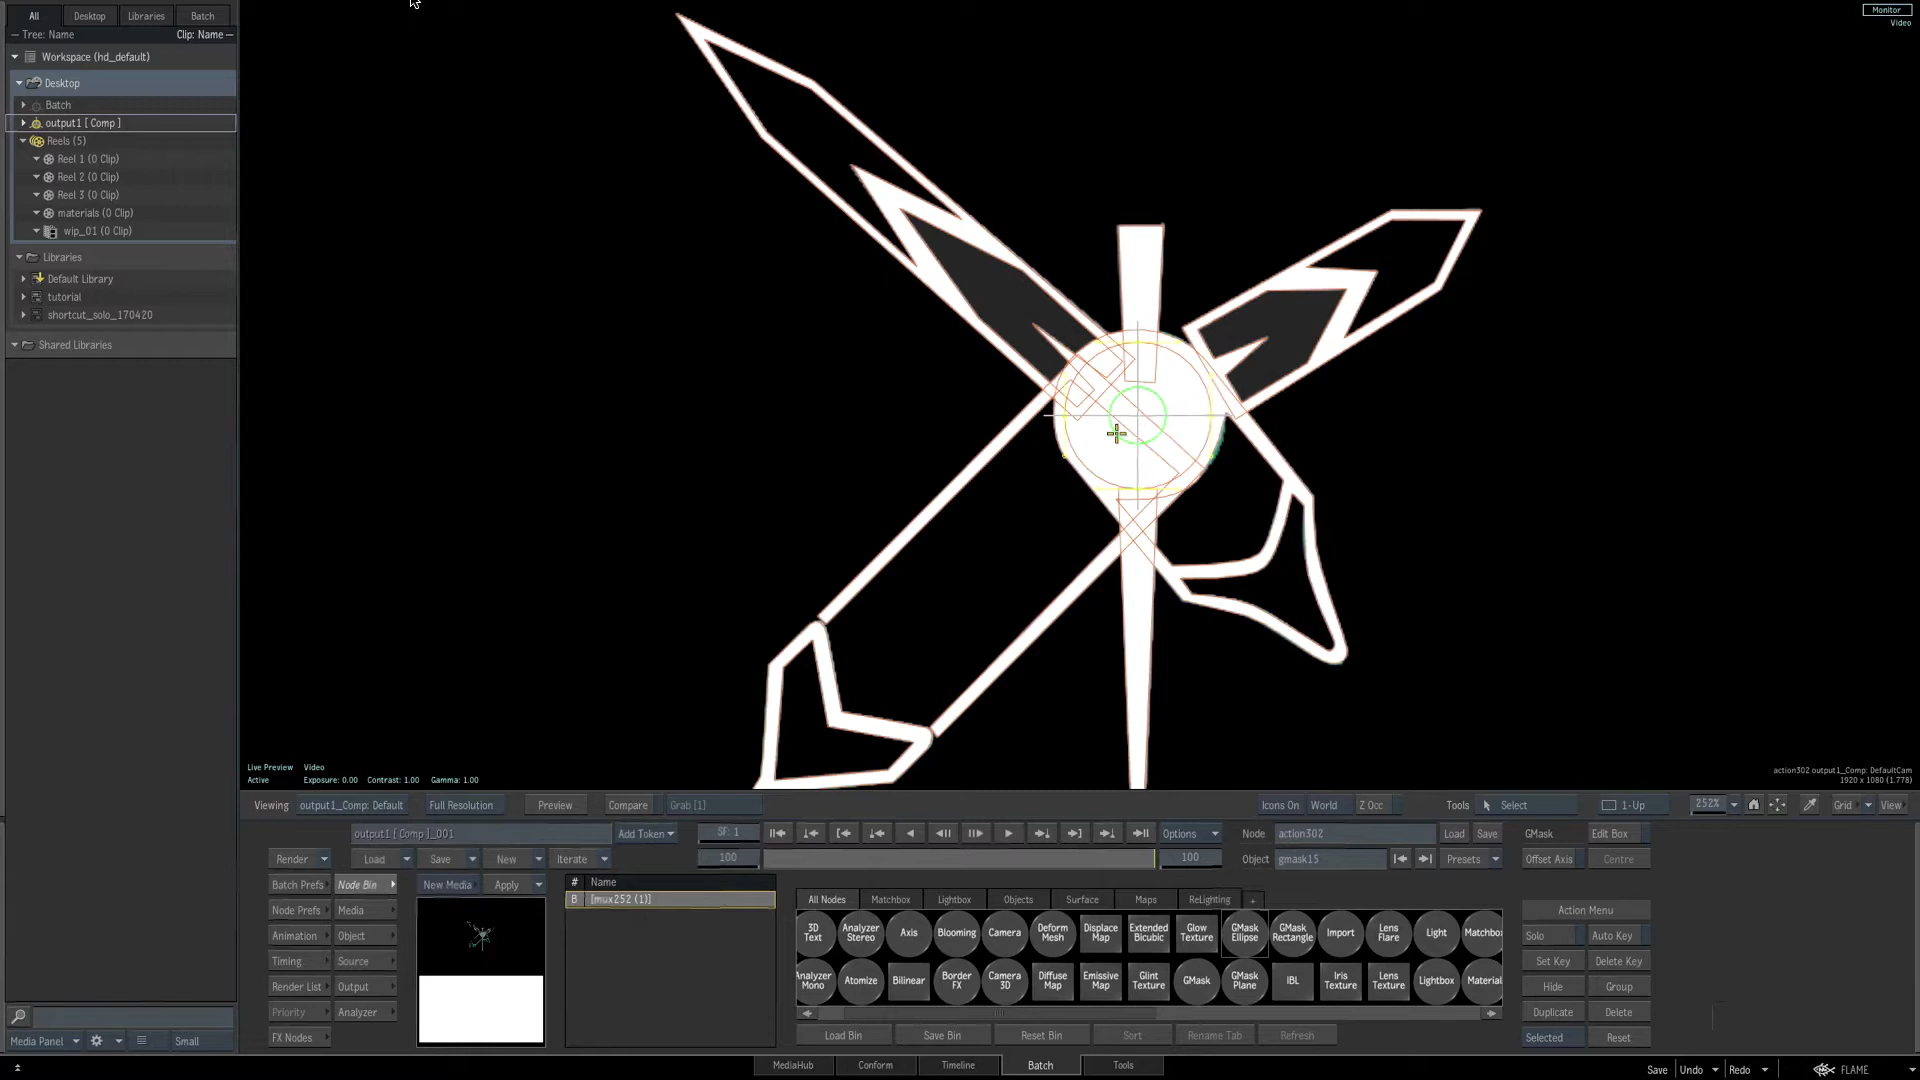 All Desktop Libraries Batch
Tree: Name Clip: Name
Workspace (hd_default)
Desktop
Batch
output1 [ Comp ]
Reels (5)
Reel 1 (0 Clip)
Reel 2 (0 Clip)
Reel 3 (0 Clip)
materials (0 Clip)
wip_01 (0 Clip)
Libraries
Default Library
tutorial
shortcut_solo_170420
Shared Libraries
Monitor
Video
Live Preview Video
Active Exposure: 0.00 Contrast: 1.00 Gamma: 1.00
action302 output1_Comp: DefaultCam
1920 x 1080 (1.778)
Viewing output1_Comp: Default Full Resolution Preview Compare Grab [1] Icons On World Z Occ Tools Select 1-Up 252% Grid View
output1 [ Comp ]_001 Add Token SF: 1 Options Node action302 Load Save GMask Edit Box
Render Load Save New Iterate 100 100 Object gmask15 Presets Offset Axis Centre
Batch Prefs Node Bin New Media Apply # Name
B [mux252 (1)]
All Nodes Matchbox Lightbox Objects Surface Maps ReLighting +
Node Prefs Media
Animation Object
Timing Source
Render List Output
Priority Analyzer
FX Nodes
3D Text Analyzer Stereo Axis Blooming Camera Deform Mesh Displace Map Extended Bicubic Glow Texture GMask Ellipse GMask Rectangle Import Lens Flare Light Matchbox
Analyzer Mono Atomize Bilinear Border FX Camera 3D Diffuse Map Emissive Map Glint Texture GMask GMask Plane IBL Iris Texture Lens Texture Lightbox Material
Load Bin Save Bin Reset Bin Sort Rename Tab Refresh
Action Menu
Solo Auto Key
Set Key Delete Key
Hide Group
Duplicate Delete
Selected Reset
Media Panel Small
MediaHub Conform Timeline Batch Tools
Save Undo Redo FLAME